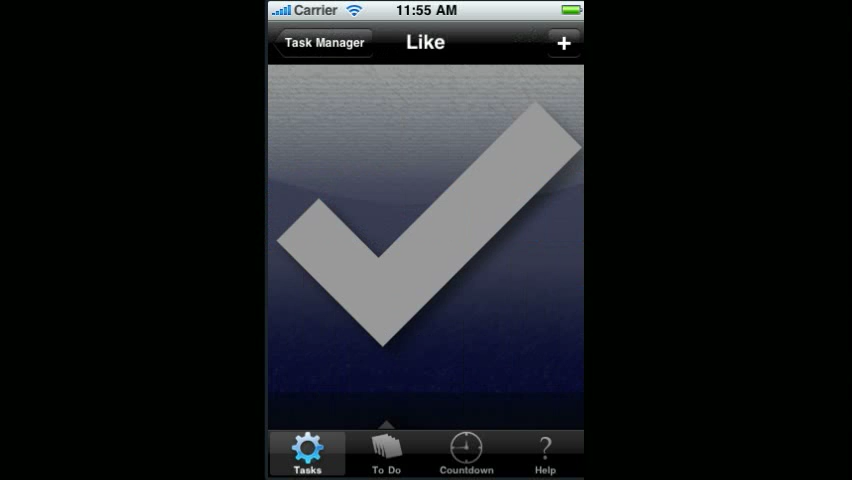 Carrier 11:55 AM
Task Manager Like +
Tasks To Do Countdown ? Help